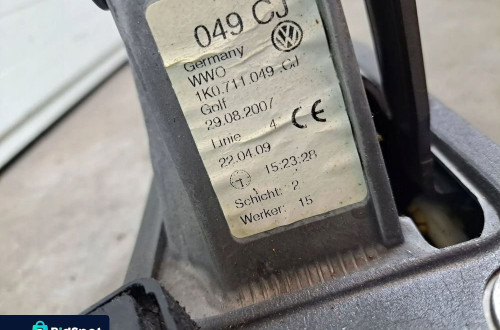 049 CJ
Germany
WWO
1K0.711.049 .CJ
Golf
29.08.2007
Linie 4
22.04.09
15:23:28
Schicht: 2
Werker: 15
BidSpot